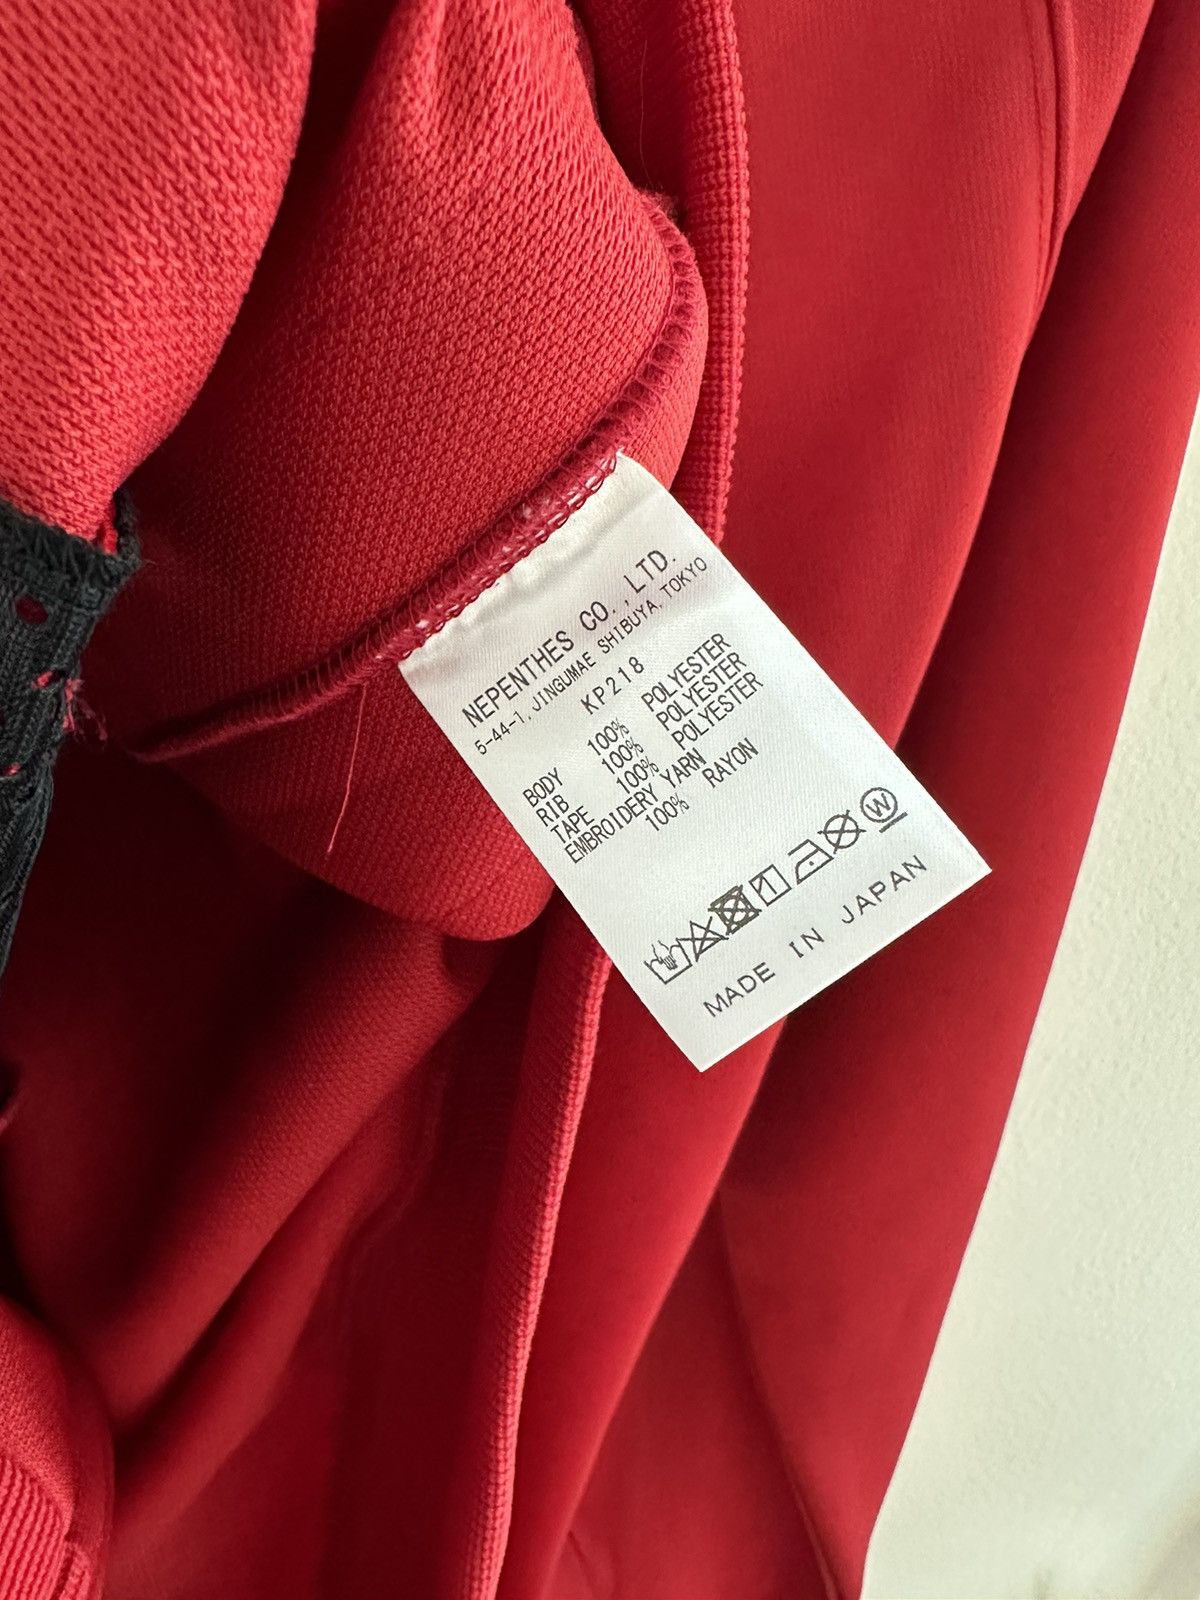 NEPENTHES CO.,LTD.
5-44-1, JINGUMAE SHIBUYA, TOKYO
KP218
BODY 100% POLYESTER
RIB 100% POLYESTER
TAPE 100% POLYESTER
EMBROIDERY YARN
100% RAYON
W
MADE IN JAPAN